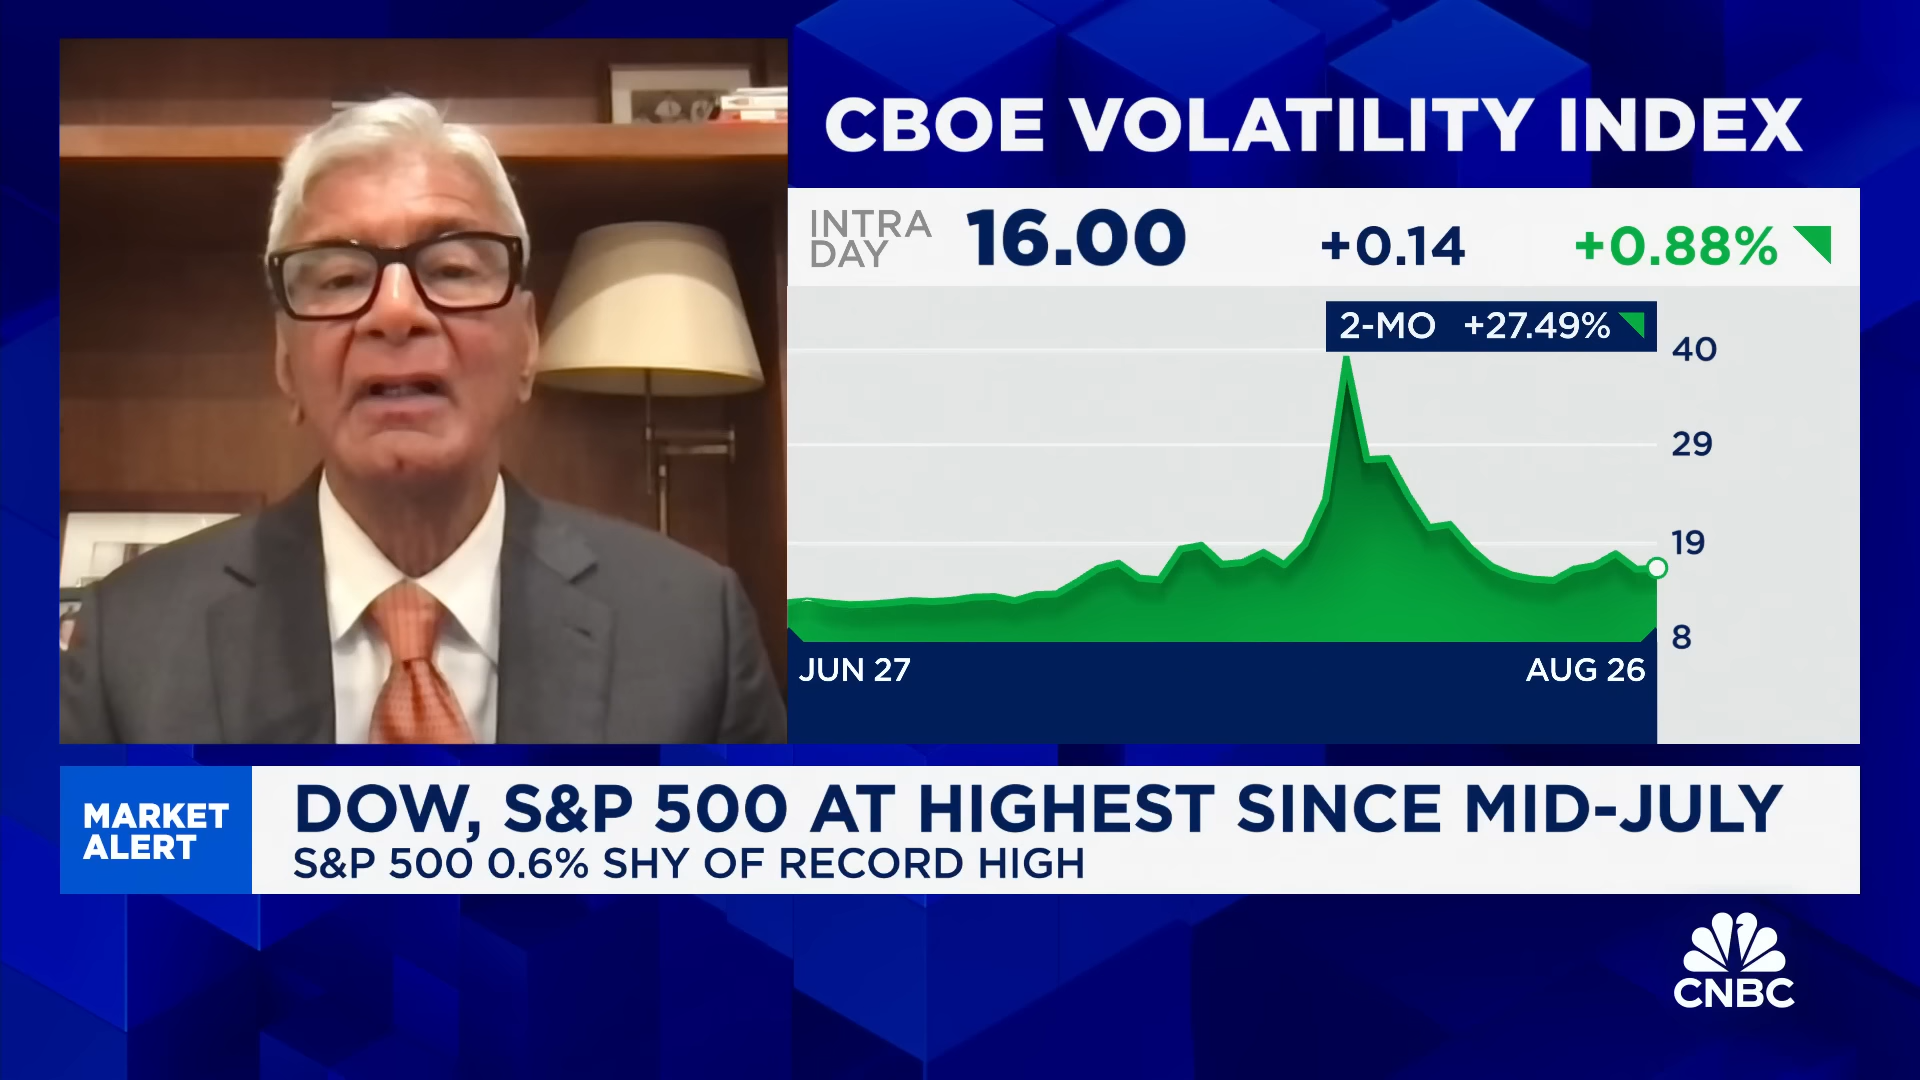 CBOE VOLATILITY INDEX
INTRA
DAY
16.00 +0.14 +0.88%
2-MO +27.49%
40
29
19
8
JUN 27 AUG 26
MARKET
ALERT
DOW, S&P 500 AT HIGHEST SINCE MID-JULY
S&P 500 0.6% SHY OF RECORD HIGH
CNBC